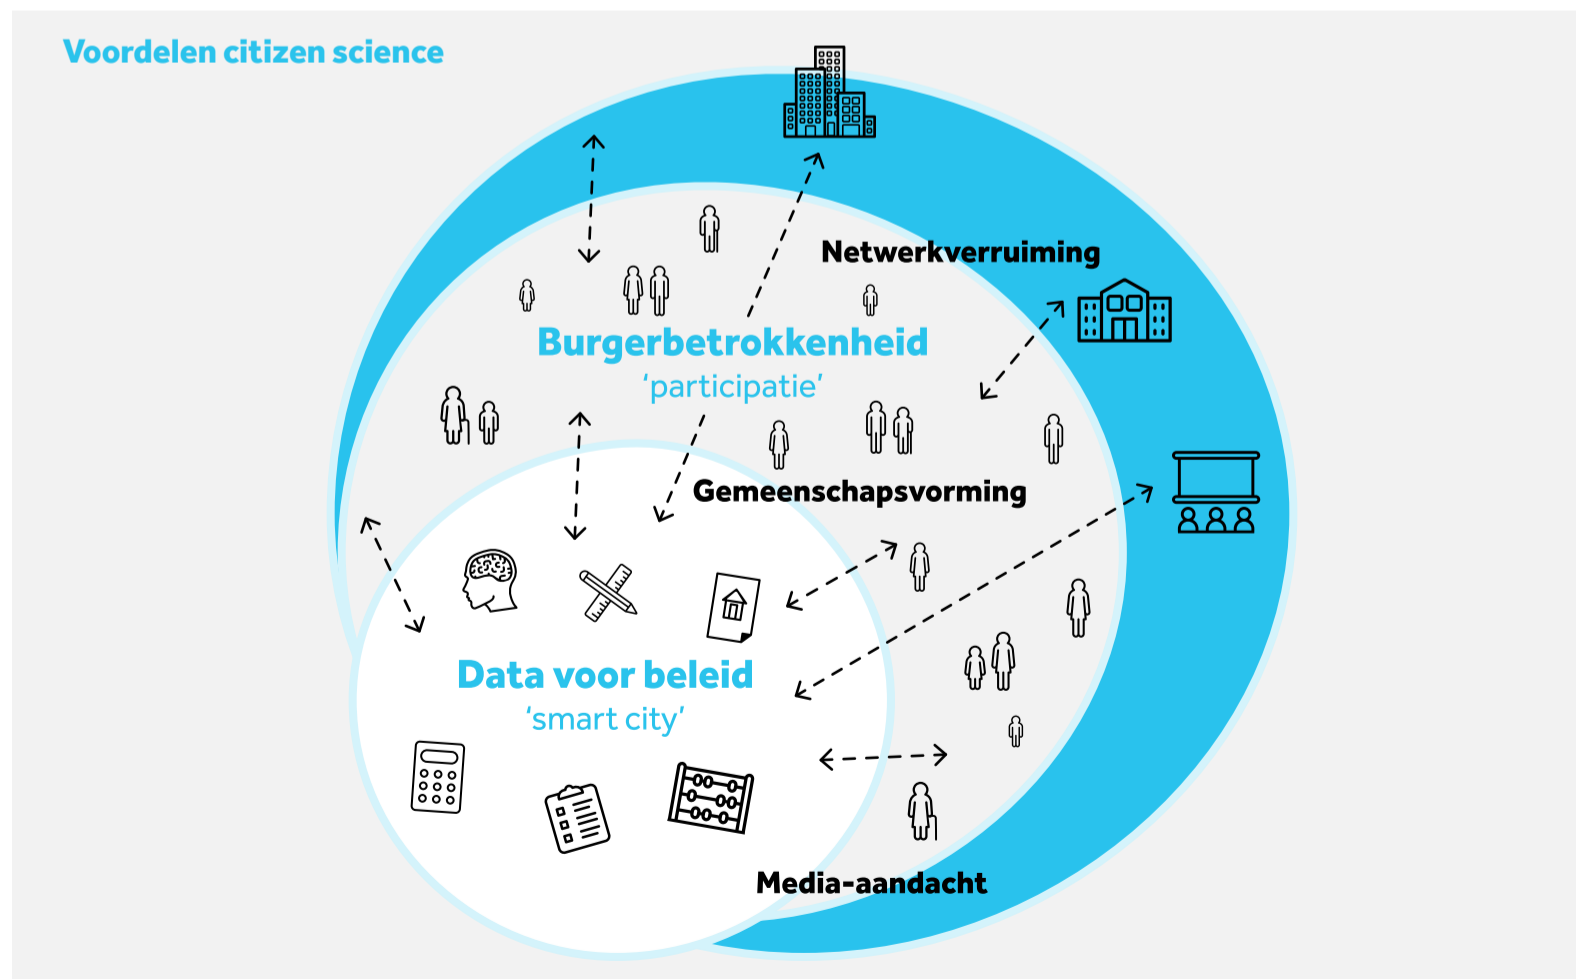 Voordelen citizen science
Netwerkverruiming
Burgerbetrokkenheid
‘participatie’
Gemeenschapsvorming
Data voor beleid
‘smart city’
Media-aandacht